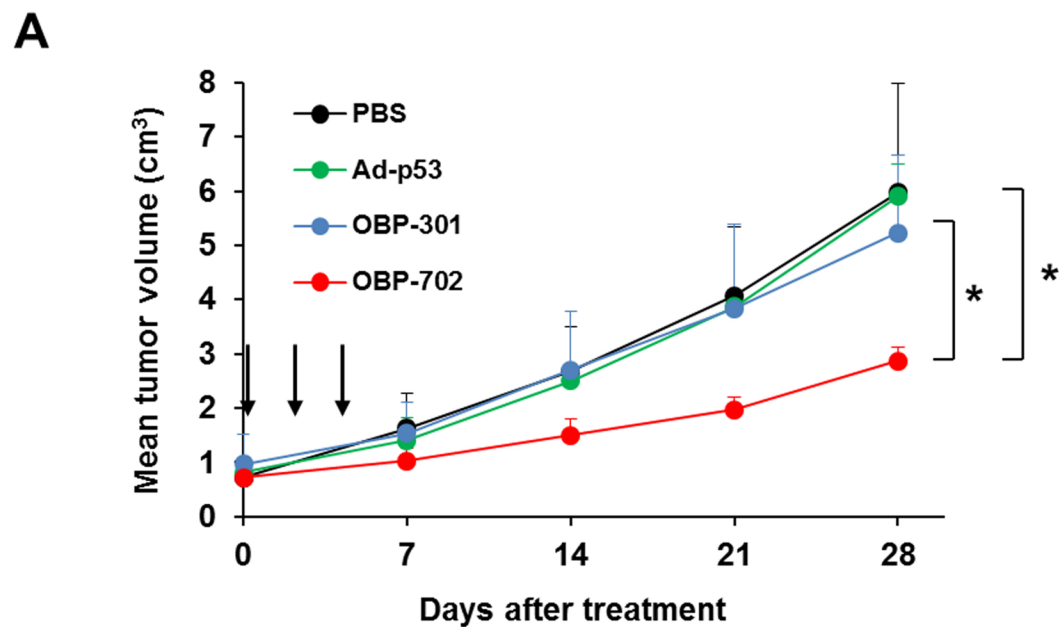 A
Mean tumor volume (cm³)
8
7
6
5
4
3
2
1
0
PBS
Ad-p53
OBP-301
OBP-702
*
*
0 7 14 21 28
Days after treatment